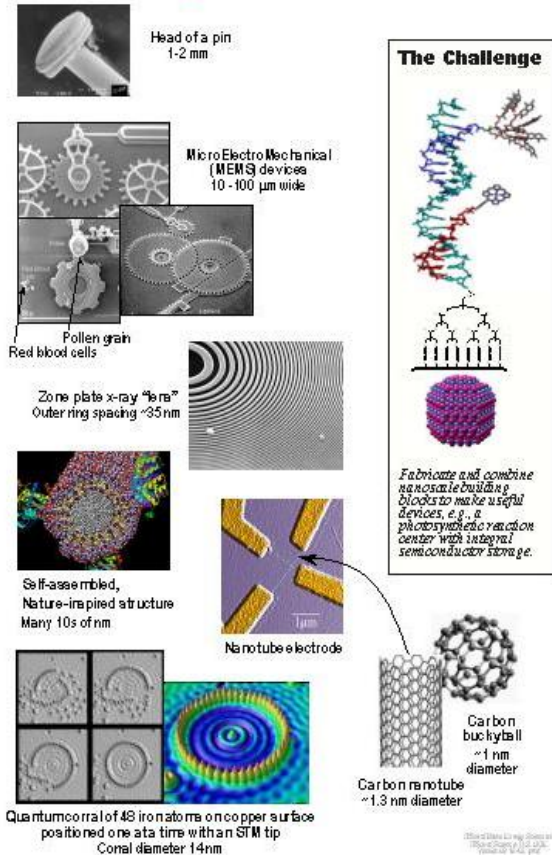 Head of a pin
1-2 mm
The Challenge
MicroElectroMechanical
(MEMS) devices
10-100 µm wide
Pollen grain
Red blood cells
Zone plate x-ray "lens"
Outer ring spacing ~35 nm
Fabricate and combine
nanoscale building
blocks to make useful
devices, e.g., a
photosynthetic reaction
center with integral
semiconductor storage.
Self-assembled,
Nature-inspired structure
Many 10s of nm
1µm
Nanotube electrode
Carbon
buckyball
~1 nm
diameter
Carbon nanotube
~1.3 nm diameter
Quantum corral of 48 iron atoms on copper surface
positioned one at a time with an STM tip
Corral diameter 14 nm